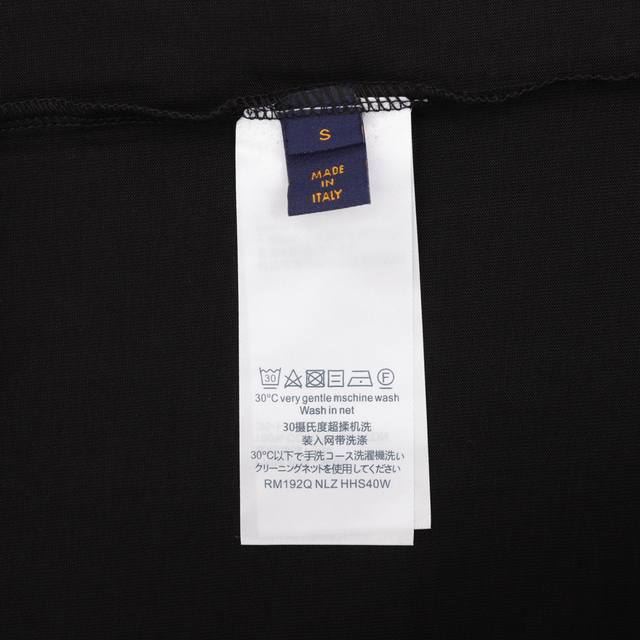 S
MADE
IN
ITALY
30
F
30°C very gentle mschine wash
Wash in net
30摄氏度超揉机洗
装入网带洗涤
30℃以下で手洗コース洗濯機洗い
クリーニングネットを使用してください
RM192Q NLZ HHS40W